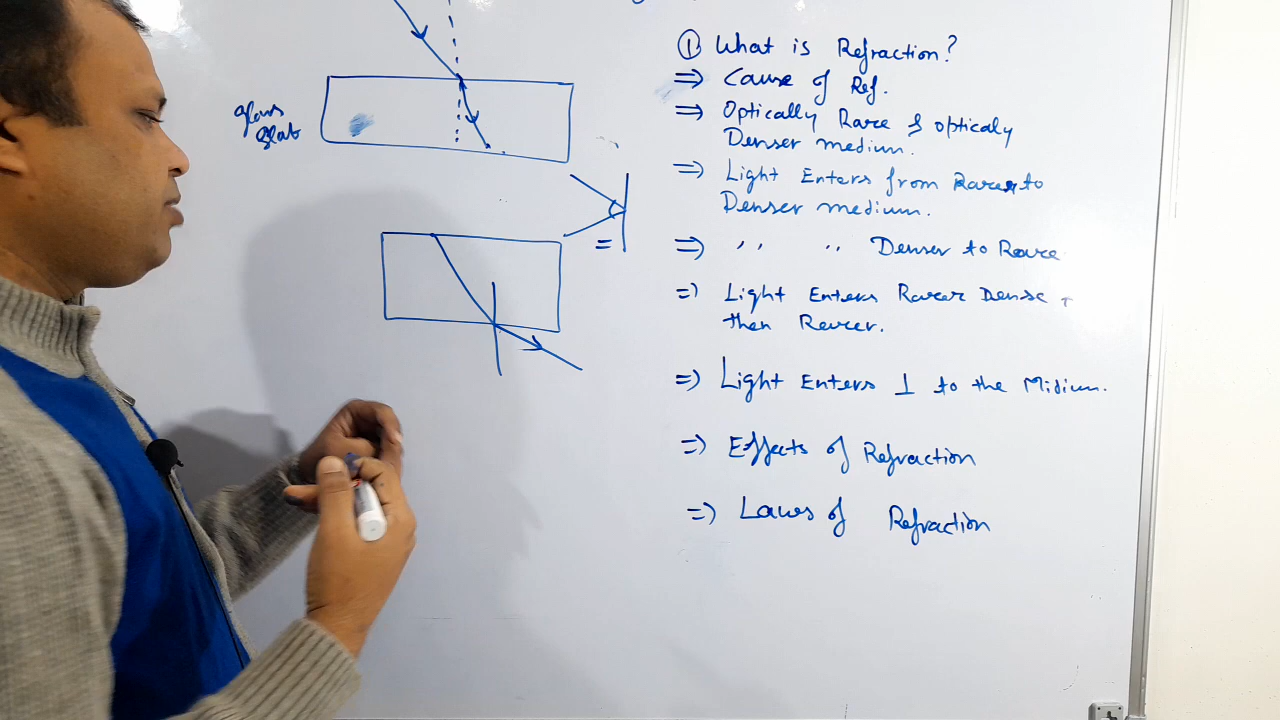 glass
slab
① What is Refraction?
⇒ Cause of Ref.
⇒ Optically Rare & optically
Denser medium.
⇒ Light Enters from Rarer to
Denser medium.
⇒ ,, ,, Denser to Rarer
=) Light Enters Rarer Dense +
then Rarer.
=) Light Enters ⊥ to the Midium.
=) Effects of Refraction
=) Laws of Refraction
=